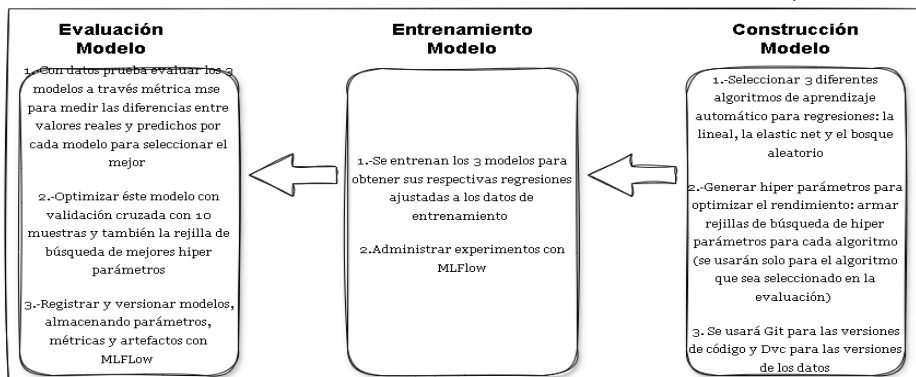 Evaluación
Modelo
1.-Con datos prueba evaluar los 3
modelos a través métrica mse
para medir las diferencias entre
valores reales y predichos por
cada modelo para seleccionar el
mejor
2.-Optimizar éste modelo con
validación cruzada con 10
muestras y también la rejilla de
búsqueda de mejores hiper
parámetros
3.-Registrar y versionar modelos,
almacenando parámetros,
métricas y artefactos con
MLFLow
Entrenamiento
Modelo
1.-Se entrenan los 3 modelos para
obtener sus respectivas regresiones
ajustadas a los datos de
entrenamiento
2.Administrar experimentos con
MLFlow
Construcción
Modelo
1.-Seleccionar 3 diferentes
algoritmos de aprendizaje
automático para regresiones: la
lineal, la elastic net y el bosque
aleatorio
2.-Generar hiper parámetros para
optimizar el rendimiento: armar
rejillas de búsqueda de hiper
parámetros para cada algoritmo
(se usarán solo para el algoritmo
que sea seleccionado en la
evaluación)
3. Se usará Git para las versiones
de código y Dvc para las versiones
de los datos